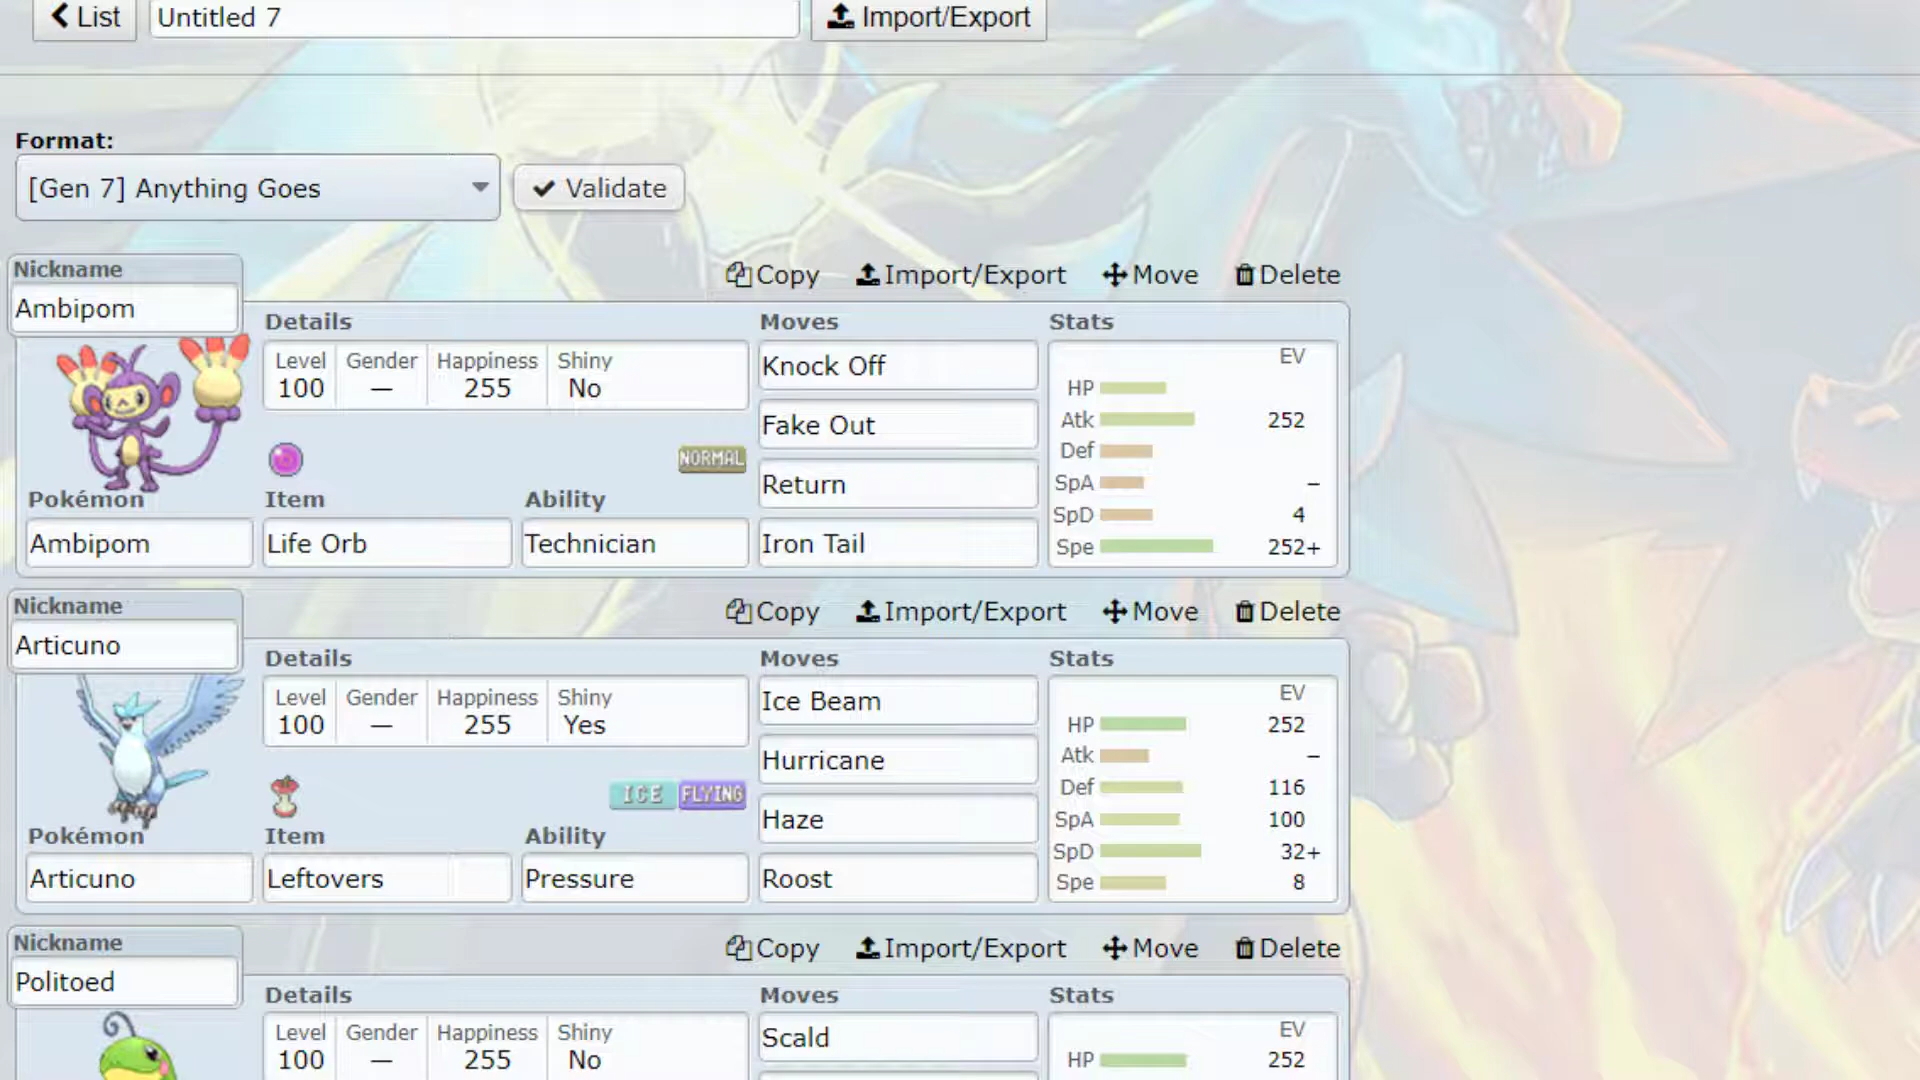 List
Untitled 7
Import/Export
Format:
[Gen 7] Anything Goes
Validate
Nickname
Ambipom
Copy Import/Export Move Delete
Details
Level Gender Happiness Shiny
100 — 255 No
NORMAL
Pokémon Item Ability
Ambipom Life Orb Technician
Moves
Knock Off
Fake Out
Return
Iron Tail
Stats
EV
HP
Atk 252
Def
SpA –
SpD 4
Spe 252+
Nickname
Articuno
Copy Import/Export Move Delete
Details
Level Gender Happiness Shiny
100 — 255 Yes
ICE FLYING
Pokémon Item Ability
Articuno Leftovers Pressure
Moves
Ice Beam
Hurricane
Haze
Roost
Stats
EV
HP 252
Atk –
Def 116
SpA 100
SpD 32+
Spe 8
Nickname
Politoed
Copy Import/Export Move Delete
Details
Level Gender Happiness Shiny
100 — 255 No
Moves
Scald
Stats
EV
HP 252